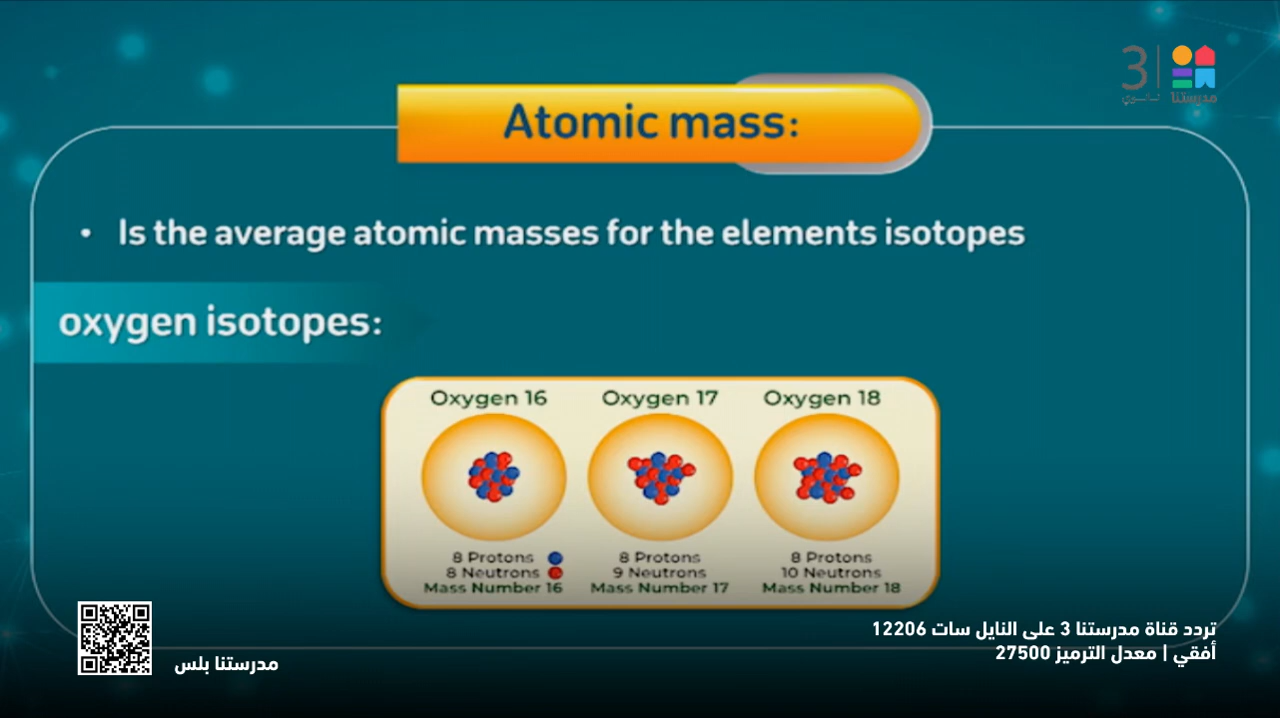 3
ثانوي
مدرستنا
Atomic mass:
• Is the average atomic masses for the elements isotopes
oxygen isotopes:
Oxygen 16
8 Protons
8 Neutrons
Mass Number 16
Oxygen 17
8 Protons
9 Neutrons
Mass Number 17
Oxygen 18
8 Protons
10 Neutrons
Mass Number 18
تردد قناة مدرستنا 3 على النايل سات 12206
أفقي | معدل الترميز 27500
مدرستنا بلس